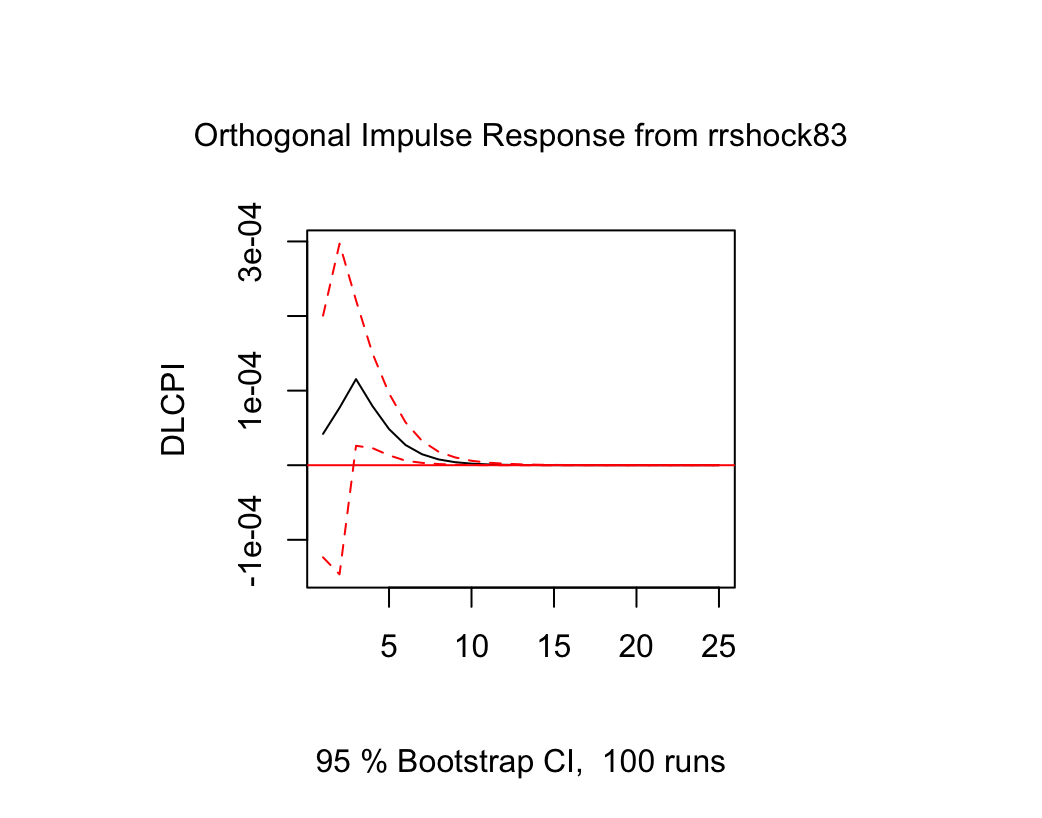 Orthogonal Impulse Response from rrshock83
DLCPI
3e-04
1e-04
-1e-04
5 10 15 20 25
95 % Bootstrap CI,  100 runs